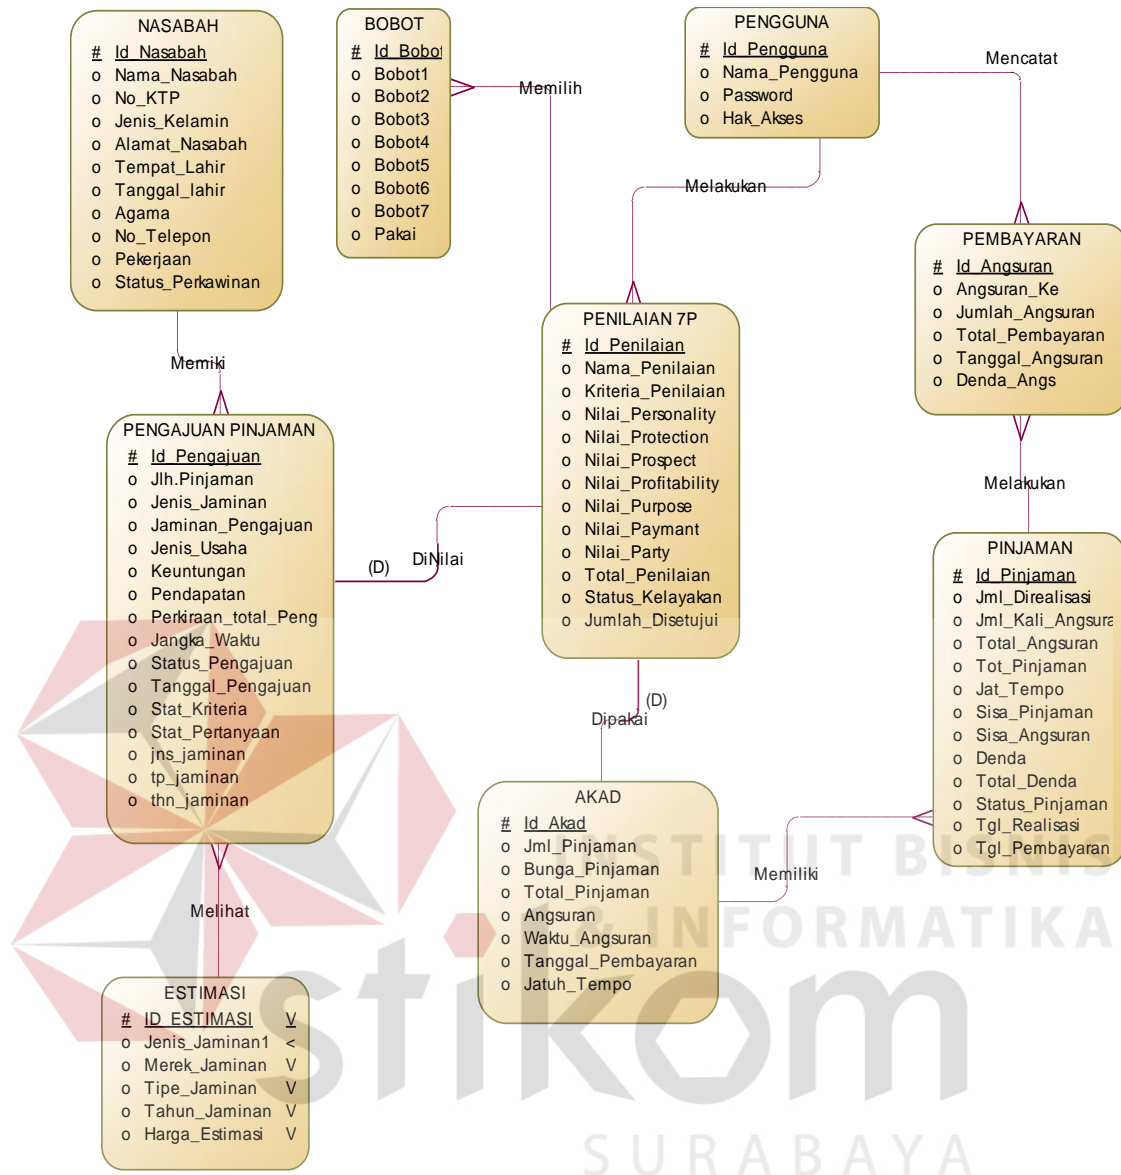 NASABAH
# Id_Nasabah
o Nama_Nasabah
o No_KTP
o Jenis_Kelamin
o Alamat_Nasabah
o Tempat_Lahir
o Tanggal_lahir
o Agama
o No_Telepon
o Pekerjaan
o Status_Perkawinan
BOBOT
# Id_Bobot
o Bobot1
o Bobot2
o Bobot3
o Bobot4
o Bobot5
o Bobot6
o Bobot7
o Pakai
Memilih
PENGGUNA
# Id_Pengguna
o Nama_Pengguna
o Password
o Hak_Akses
Mencatat
Melakukan
PEMBAYARAN
# Id_Angsuran
o Angsuran_Ke
o Jumlah_Angsuran
o Total_Pembayaran
o Tanggal_Angsuran
o Denda_Angs
Memiki
PENILAIAN 7P
# Id_Penilaian
o Nama_Penilaian
o Kriteria_Penilaian
o Nilai_Personality
o Nilai_Protection
o Nilai_Prospect
o Nilai_Profitability
o Nilai_Purpose
o Nilai_Paymant
o Nilai_Party
o Total_Penilaian
o Status_Kelayakan
o Jumlah_Disetujui
PENGAJUAN PINJAMAN
# Id_Pengajuan
o Jlh.Pinjaman
o Jenis_Jaminan
o Jaminan_Pengajuan
o Jenis_Usaha
o Keuntungan
o Pendapatan
o Perkiraan_total_Peng
o Jangka_Waktu
o Status_Pengajuan
o Tanggal_Pengajuan
o Stat_Kriteria
o Stat_Pertanyaan
o jns_jaminan
o tp_jaminan
o thn_jaminan
(D)
DiNilai
Melakukan
PINJAMAN
# Id_Pinjaman
o Jml_Direalisasi
o Jml_Kali_Angsura
o Total_Angsuran
o Tot_Pinjaman
o Jat_Tempo
o Sisa_Pinjaman
o Sisa_Angsuran
o Denda
o Total_Denda
o Status_Pinjaman
o Tgl_Realisasi
o Tgl_Pembayaran
(D)
Dipakai
AKAD
# Id_Akad
o Jml_Pinjaman
o Bunga_Pinjaman
o Total_Pinjaman
o Angsuran
o Waktu_Angsuran
o Tanggal_Pembayaran
o Jatuh_Tempo
Memiliki
Melihat
ESTIMASI
# ID_ESTIMASI V
o Jenis_Jaminan1 <
o Merek_Jaminan V
o Tipe_Jaminan V
o Tahun_Jaminan V
o Harga_Estimasi V
INSTITUT BISNIS
& INFORMATIKA
stikom
SURABAYA